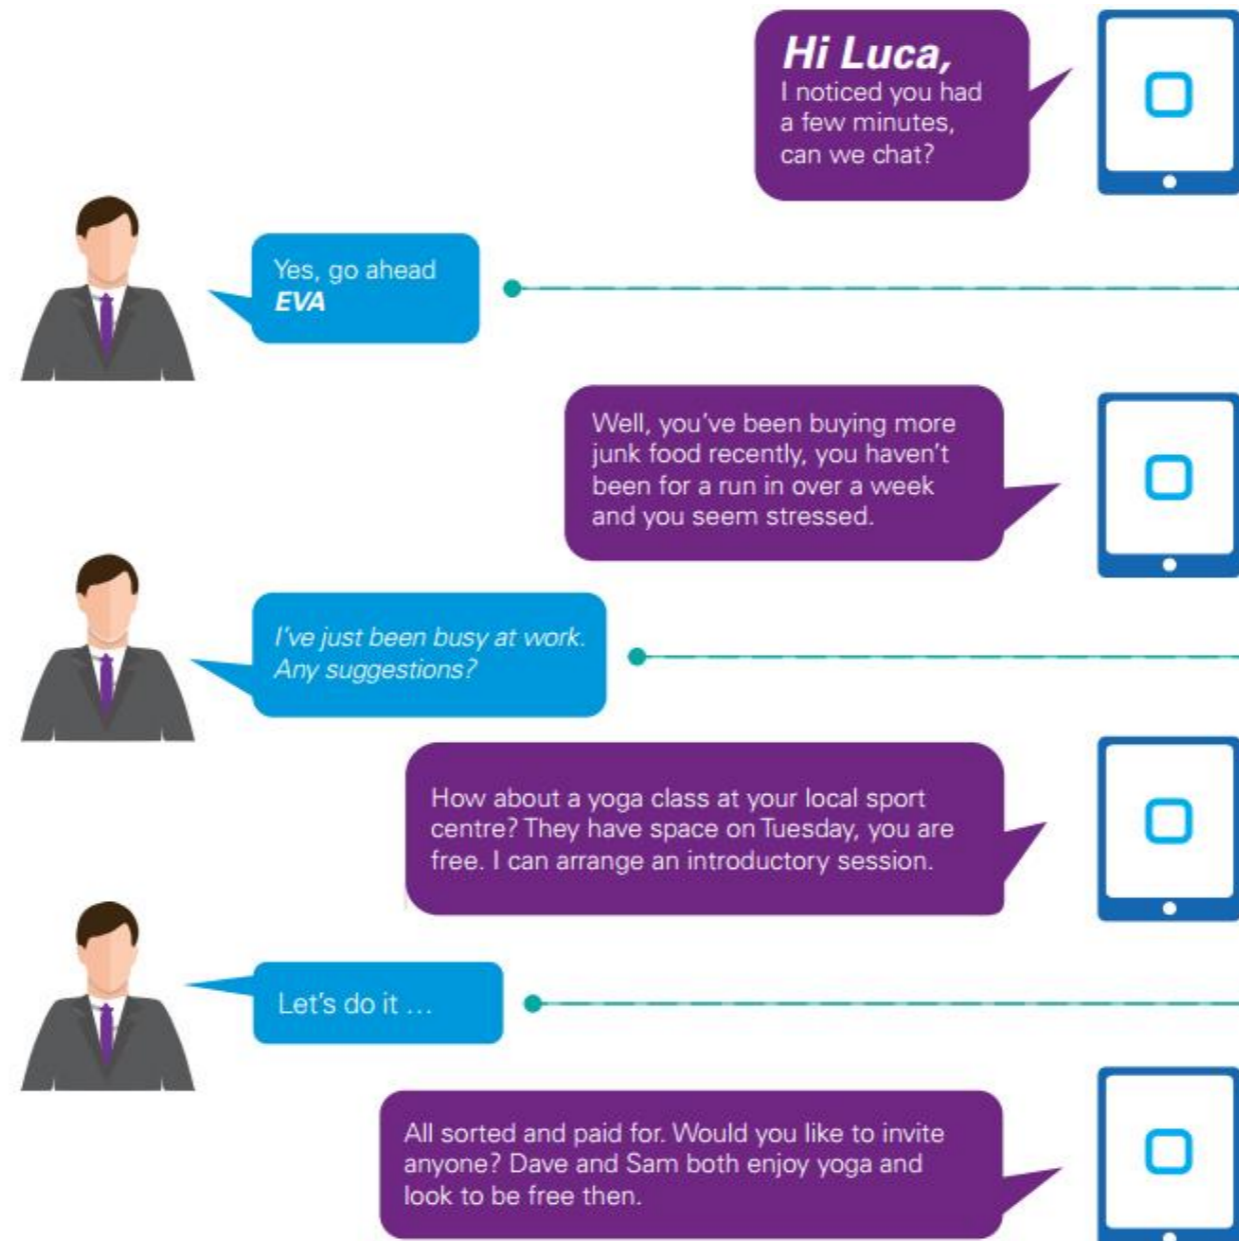 Hi Luca,
I noticed you had
a few minutes,
can we chat?
Yes, go ahead
EVA
Well, you’ve been buying more
junk food recently, you haven’t
been for a run in over a week
and you seem stressed.
I’ve just been busy at work.
Any suggestions?
How about a yoga class at your local sport
centre? They have space on Tuesday, you are
free. I can arrange an introductory session.
Let’s do it ...
All sorted and paid for. Would you like to invite
anyone? Dave and Sam both enjoy yoga and
look to be free then.